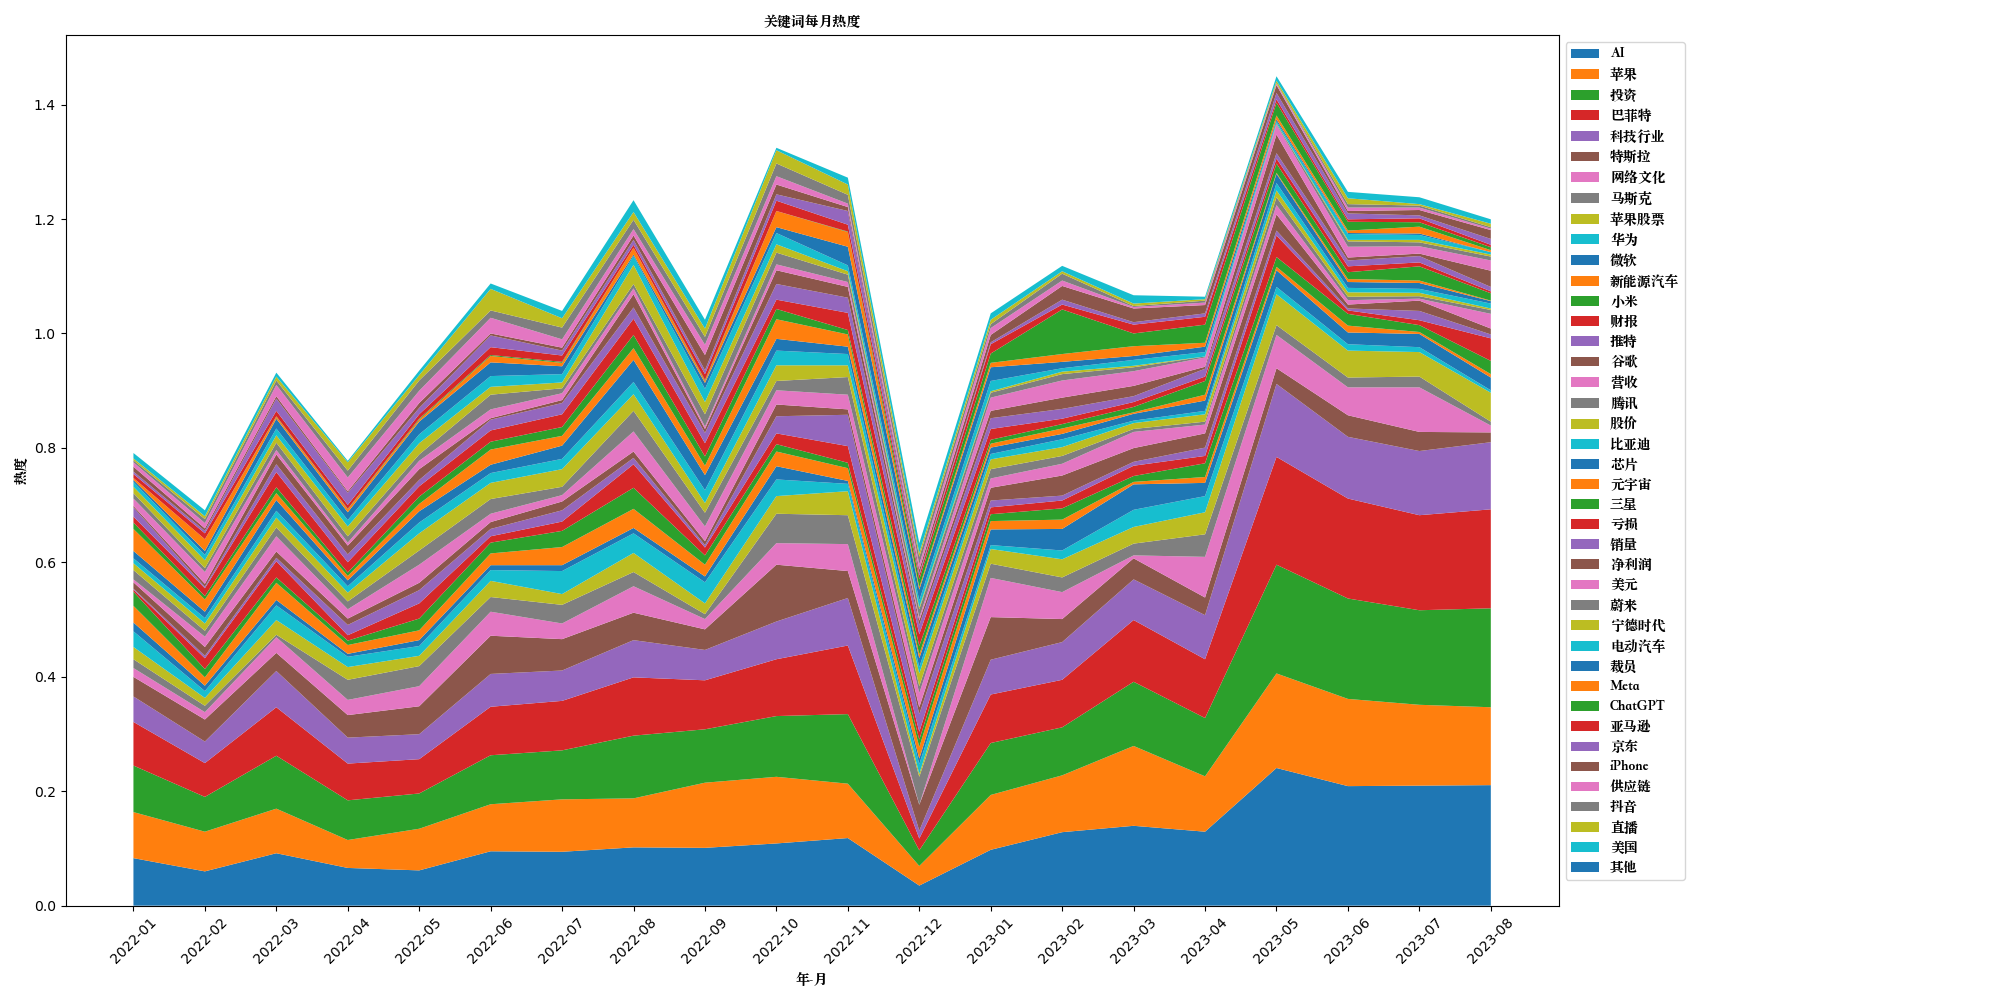 关键词每月热度
热度
1.4
1.2
1.0
0.8
0.6
0.4
0.2
0.0
2022-01
2022-02
2022-03
2022-04
2022-05
2022-06
2022-07
2022-08
2022-09
2022-10
2022-11
2022-12
2023-01
2023-02
2023-03
2023-04
2023-05
2023-06
2023-07
2023-08
年-月
AI
苹果
投资
巴菲特
科技行业
特斯拉
网络文化
马斯克
苹果股票
华为
微软
新能源汽车
小米
财报
推特
谷歌
营收
腾讯
股价
比亚迪
芯片
元宇宙
三星
亏损
销量
净利润
美元
蔚来
宁德时代
电动汽车
裁员
Meta
ChatGPT
亚马逊
京东
iPhone
供应链
抖音
直播
美国
其他